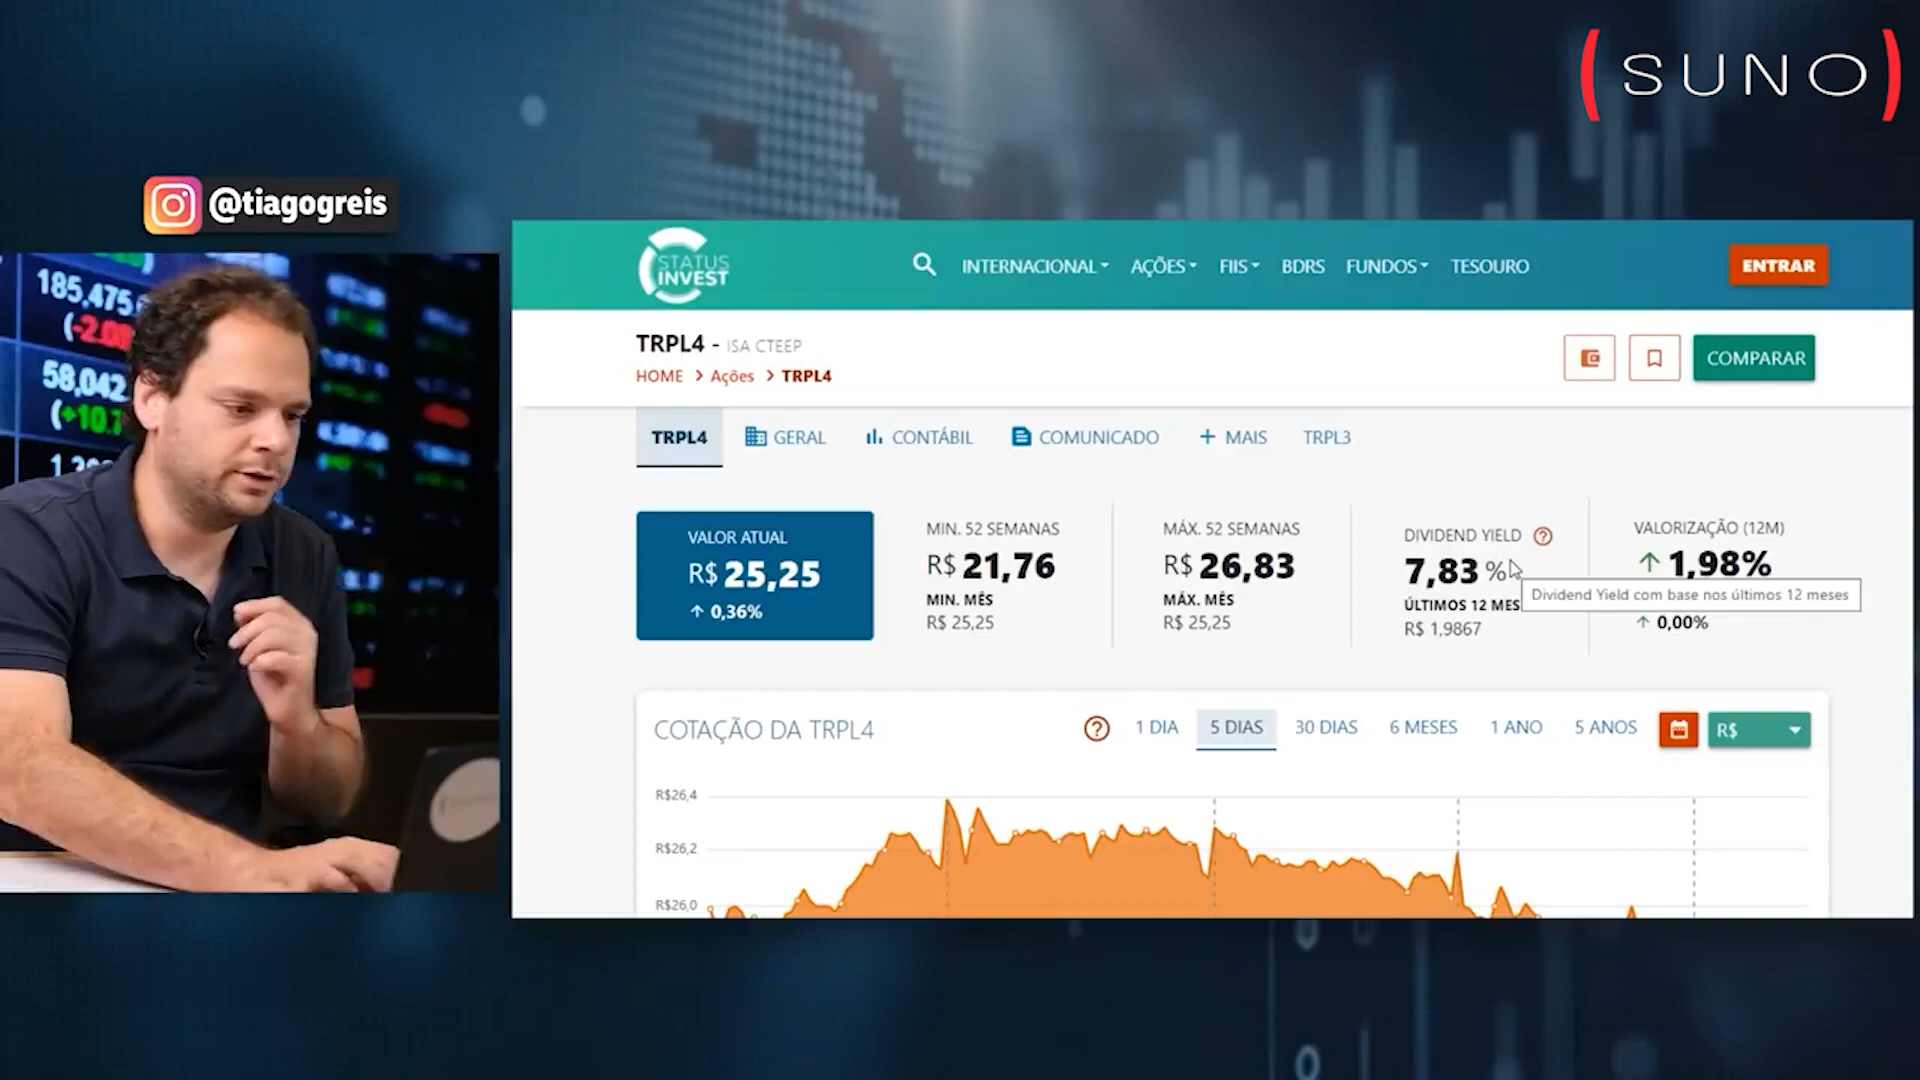 ( SUNO )
@tiagogreis
185,475
(-2.0
58,042
(+10.7
STATUS
INVEST
INTERNACIONAL AÇÕES FIIS BDRS FUNDOS TESOURO
ENTRAR
TRPL4 - ISA CTEEP
HOME > Ações > TRPL4
COMPARAR
TRPL4 GERAL CONTÁBIL COMUNICADO + MAIS TRPL3
VALOR ATUAL
R$ 25,25
↑ 0,36%
MIN. 52 SEMANAS
R$ 21,76
MIN. MÊS
R$ 25,25
MÁX. 52 SEMANAS
R$ 26,83
MÁX. MÊS
R$ 25,25
DIVIDEND YIELD ?
7,83 %
ÚLTIMOS 12 MES
R$ 1,9867
VALORIZAÇÃO (12M)
↑ 1,98%
Dividend Yield com base nos últimos 12 meses
↑ 0,00%
COTAÇÃO DA TRPL4
? 1 DIA 5 DIAS 30 DIAS 6 MESES 1 ANO 5 ANOS R$
R$26,4
R$26,2
R$26,0